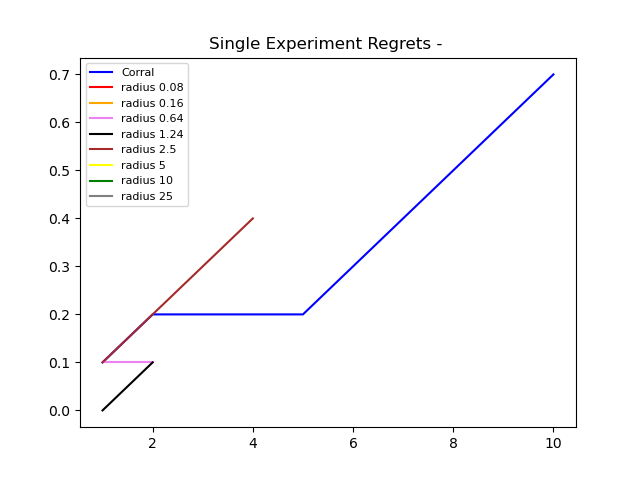 Single Experiment Regrets -
Corral
radius 0.08
radius 0.16
radius 0.64
radius 1.24
radius 2.5
radius 5
radius 10
radius 25
0.7
0.6
0.5
0.4
0.3
0.2
0.1
0.0
2 4 6 8 10